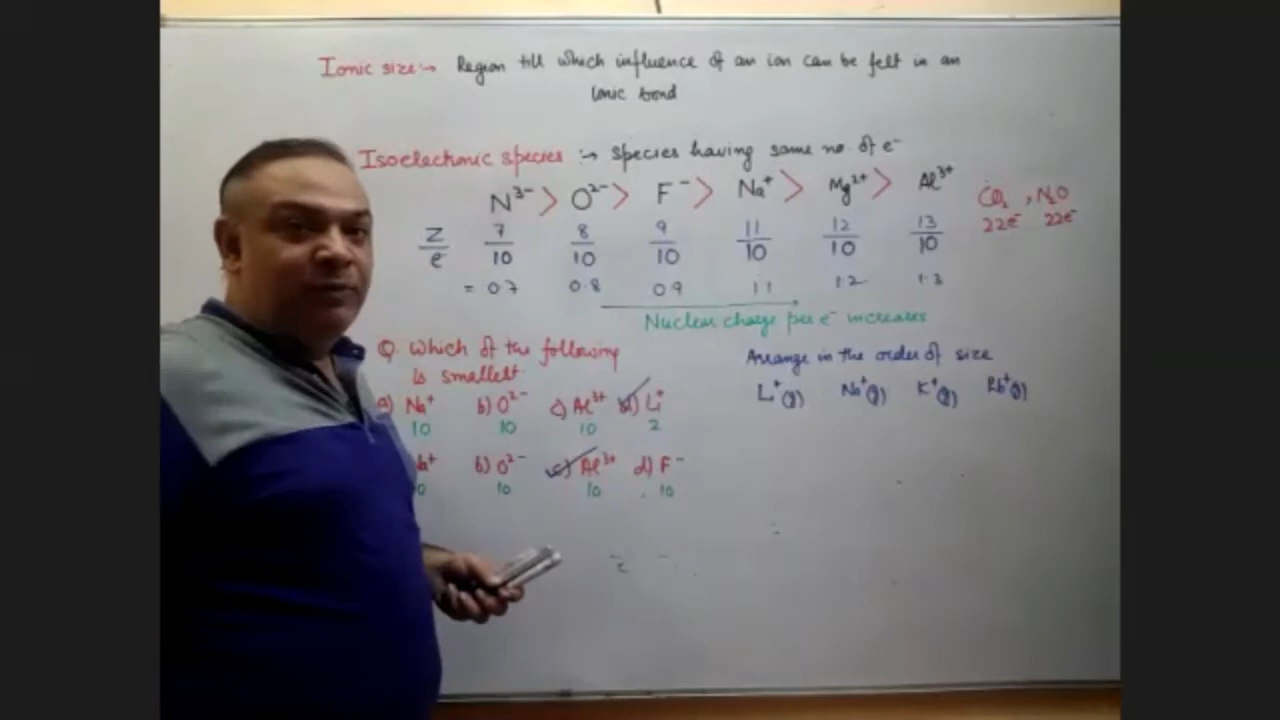 Ionic size :→ Region till which influence of an ion can be felt in an
Ionic bond
Isoelectronic species :→ species having same no. of e⁻
N³⁻ > O²⁻ > F⁻ > Na⁺ > Mg²⁺ > Al³⁺ CO₂ , N₂O
Z/e 7/10 8/10 9/10 11/10 12/10 13/10 22e⁻ 22e⁻
= 0.7 0.8 0.9 1.1 1.2 1.3
Nuclear charge per e⁻ increases
Q. Which of the following
is smallest
a) Na⁺ b) O²⁻ c) Al³⁺ d) Li⁺
10 10 10 2
Na⁺ b) O²⁻ c) Al³⁺ d) F⁻
0 10 10 10
Arrange in the order of size
Li⁺(g) Na⁺(g) K⁺(g) Rb⁺(g)